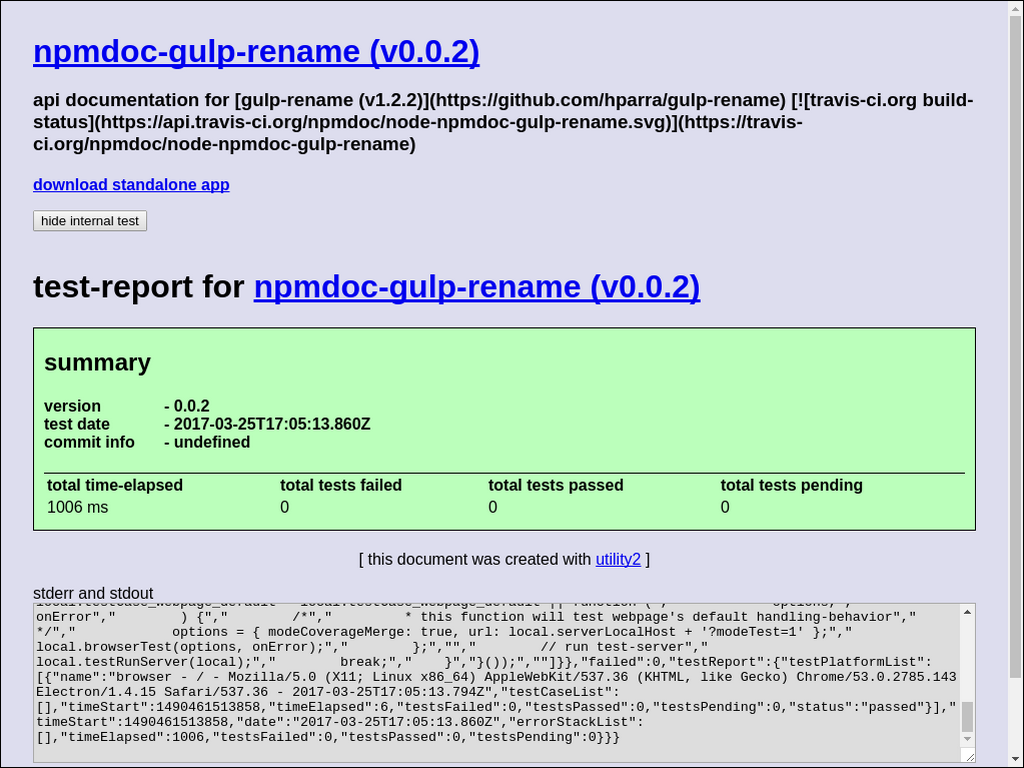 npmdoc-gulp-rename (v0.0.2)
api documentation for [gulp-rename (v1.2.2)](https://github.com/hparra/gulp-rename) [![travis-ci.org build-
status](https://api.travis-ci.org/npmdoc/node-npmdoc-gulp-rename.svg)](https://travis-
ci.org/npmdoc/node-npmdoc-gulp-rename)
download standalone app
hide internal test
test-report for npmdoc-gulp-rename (v0.0.2)
summary
version - 0.0.2
test date - 2017-03-25T17:05:13.860Z
commit info - undefined
total time-elapsed total tests failed total tests passed total tests pending
1006 ms 0 0 0
[ this document was created with utility2 ]
stderr and stdout
onError","        ) {","        /*","         * this function will test webpage's default handling-behavior","
*/","            options = { modeCoverageMerge: true, url: local.serverLocalHost + '?modeTest=1' };","
local.browserTest(options, onError);","        };","","        // run test-server","
local.testRunServer(local);","        break;","    }","}());",""]}},"failed":0,"testReport":{"testPlatformList":
[{"name":"browser - / - Mozilla/5.0 (X11; Linux x86_64) AppleWebKit/537.36 (KHTML, like Gecko) Chrome/53.0.2785.143
Electron/1.4.15 Safari/537.36 - 2017-03-25T17:05:13.794Z","testCaseList":
[],"timeStart":1490461513858,"timeElapsed":6,"testsFailed":0,"testsPassed":0,"testsPending":0,"status":"passed"}],"
timeStart":1490461513858,"date":"2017-03-25T17:05:13.860Z","errorStackList":
[],"timeElapsed":1006,"testsFailed":0,"testsPassed":0,"testsPending":0}}}